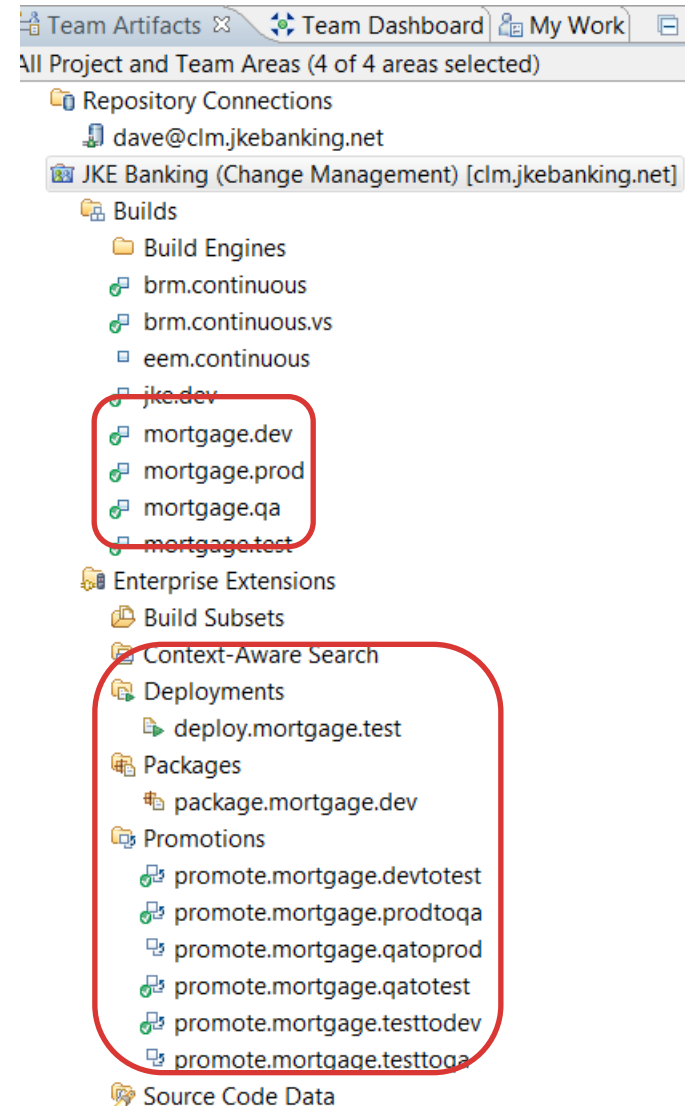 Team Artifacts Team Dashboard My Work
All Project and Team Areas (4 of 4 areas selected)
Repository Connections
dave@clm.jkebanking.net
JKE Banking (Change Management) [clm.jkebanking.net]
Builds
Build Engines
brm.continuous
brm.continuous.vs
eem.continuous
jke.dev
mortgage.dev
mortgage.prod
mortgage.qa
mortgage.test
Enterprise Extensions
Build Subsets
Context-Aware Search
Deployments
deploy.mortgage.test
Packages
package.mortgage.dev
Promotions
promote.mortgage.devtotest
promote.mortgage.prodtoqa
promote.mortgage.qatoprod
promote.mortgage.qatotest
promote.mortgage.testtodev
promote.mortgage.testtoqa
Source Code Data